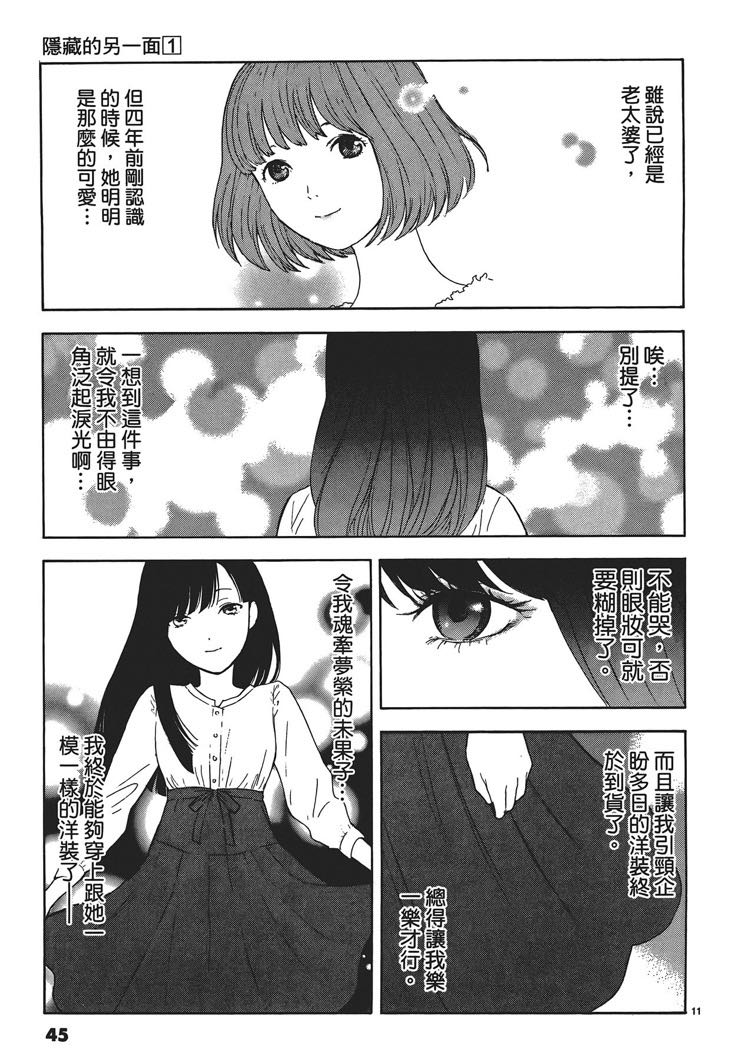 隱藏的另一面1
雖說已經是
老太婆了，
但四年前剛認識
的時候，她明明
是那麼的可愛…
唉…
別提了…
一想到這件事，
就令我不由得眼
角泛起淚光啊…
不能哭，否
則眼妝可就
要糊掉了。
而且讓我引頸企
盼多日的洋裝終
於到貨了。
總得讓我樂
一樂才行。
令我魂牽夢縈的未果子…
我終於能夠穿上跟她一
模一樣的洋裝了——
11
45